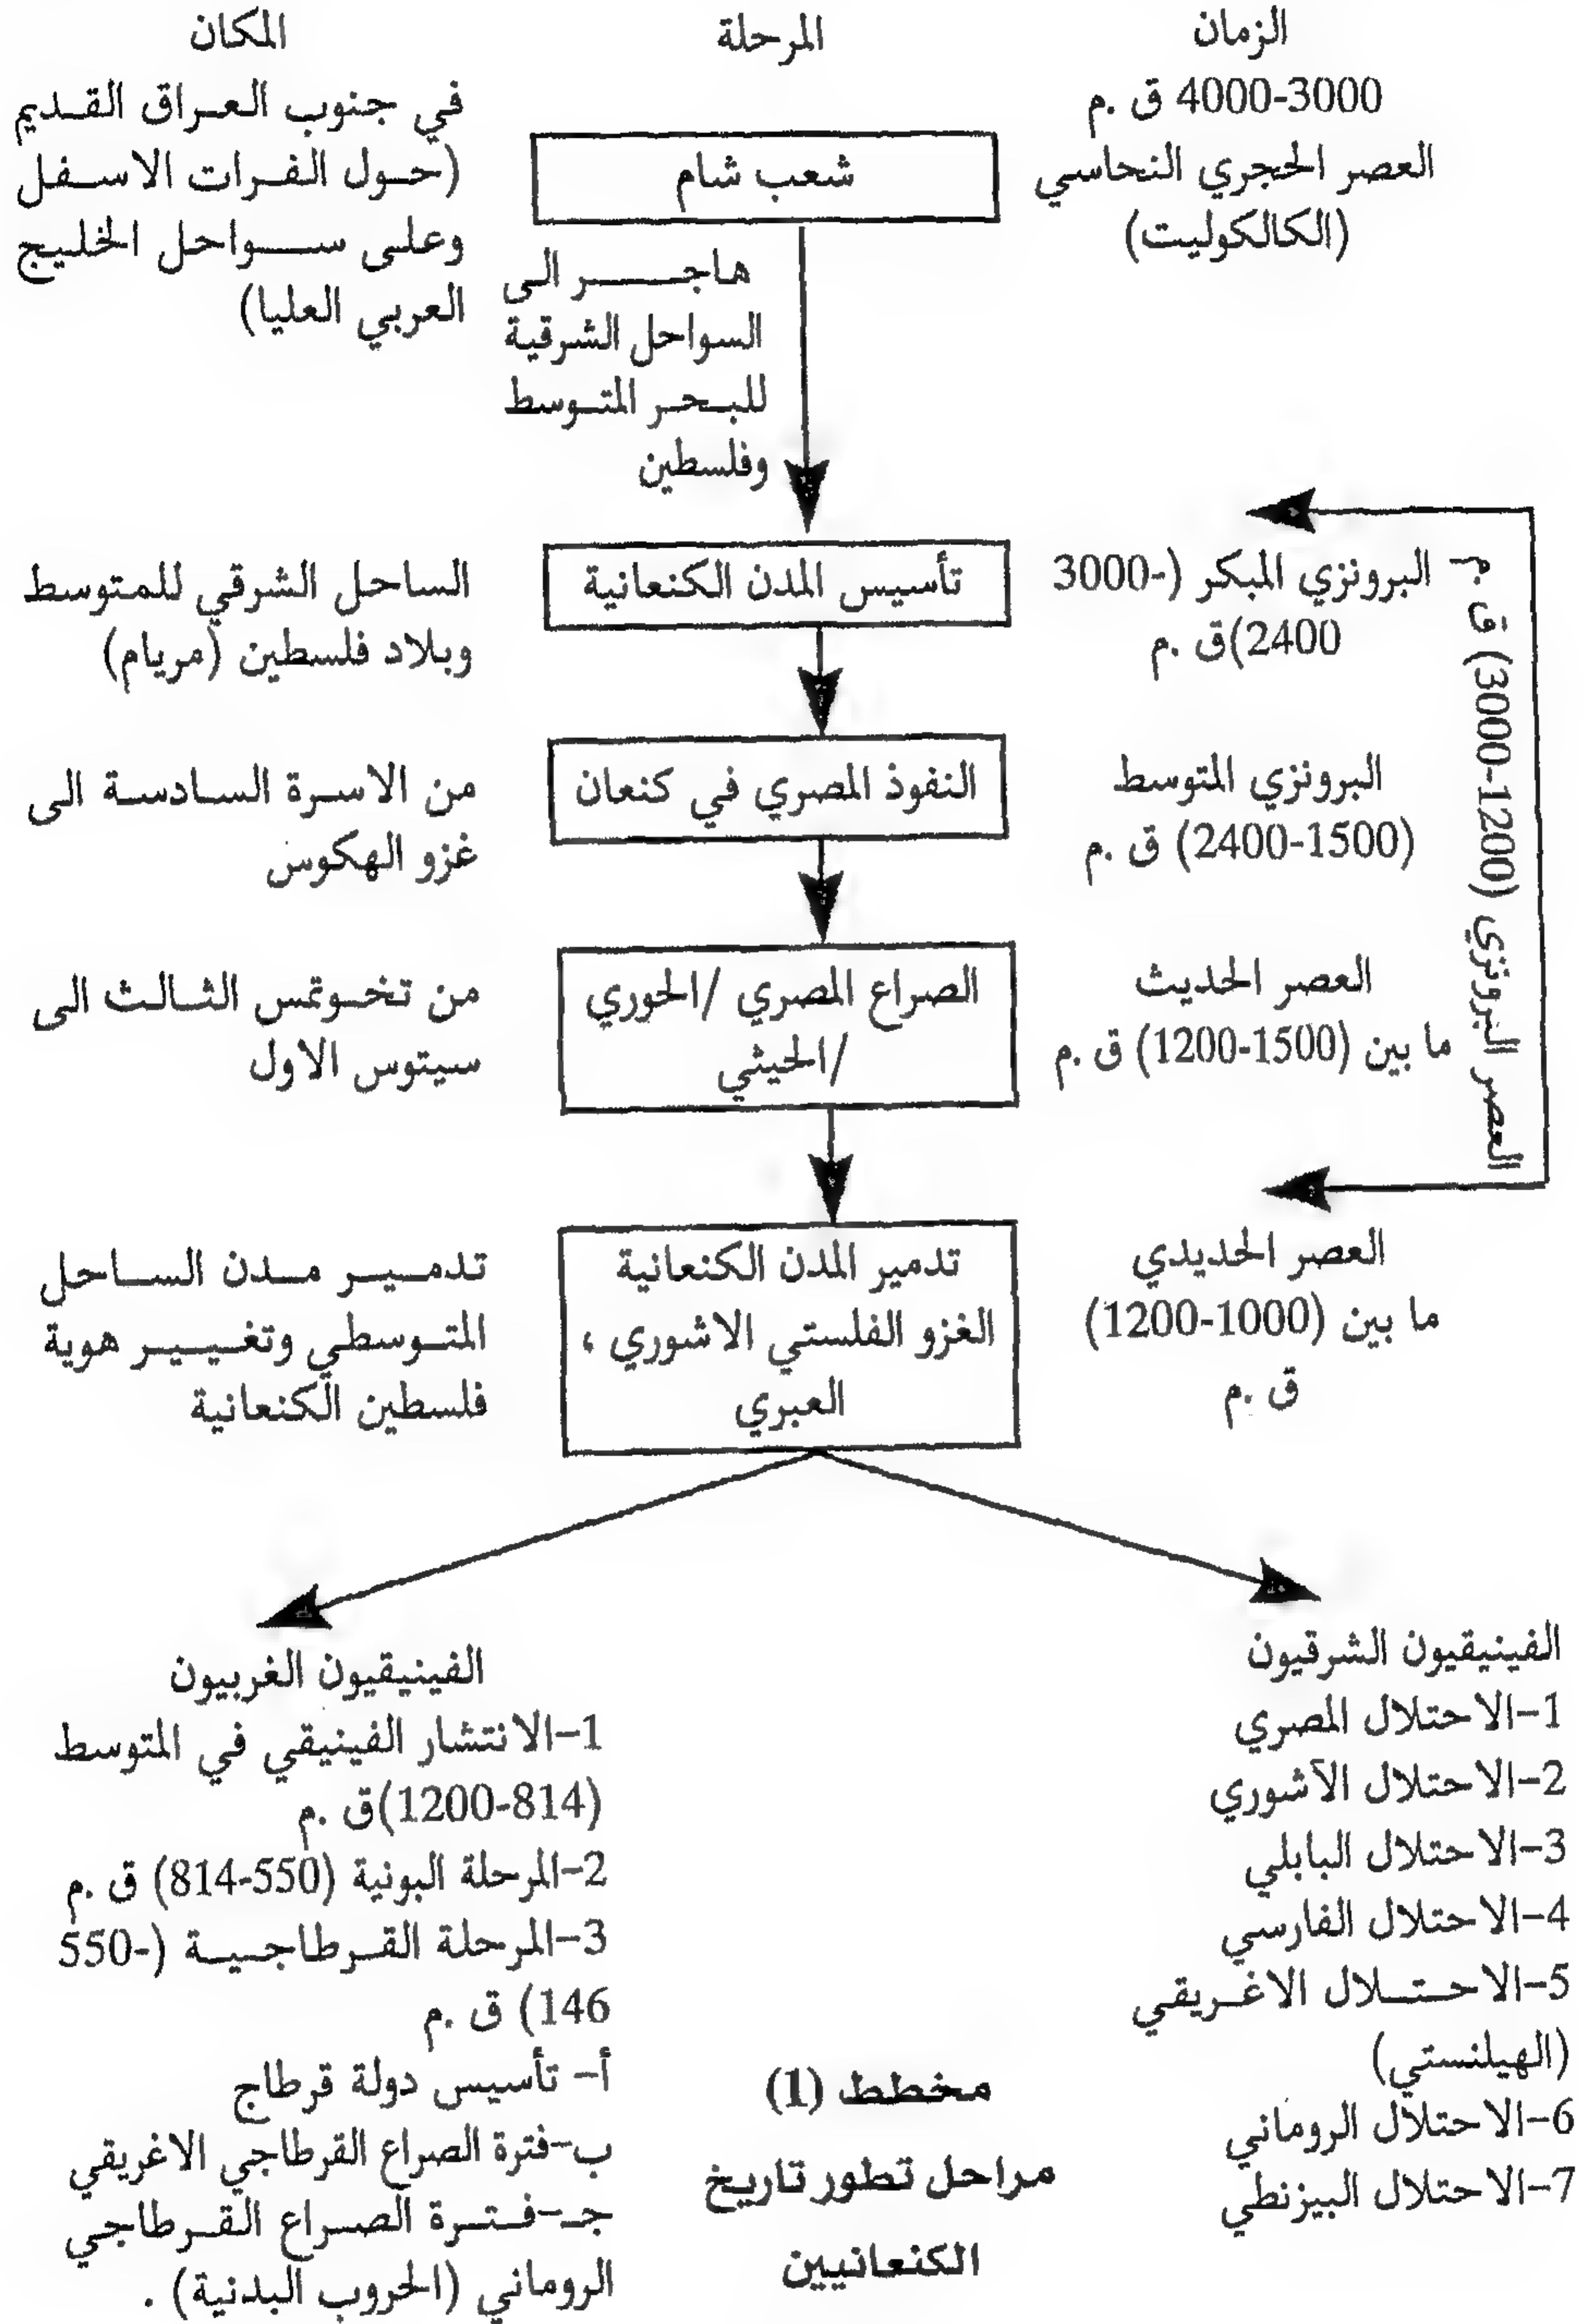 الزمان
المرحلة
المكان
4000-3000 ق .م
العصر الحجري النحاسي
(الكالكوليت)
شعب شام
في جنوب العراق القديم
(حول الفرات الاسفل
وعلى سواحل الخليج
العربي العليا)
هاجر الى
السواحل الشرقية
للبحر المتوسط
وفلسطين
العصر البرونزي (3000-1200) ق .م
البرونزي المبكر (3000-
2400)ق .م
تأسيس المدن الكنعانية
الساحل الشرقي للمتوسط
وبلاد فلسطين (مريام)
البرونزي المتوسط
(2400-1500) ق .م
النفوذ المصري في كنعان
من الاسرة السادسة الى
غزو الهكوس
العصر الحديث
ما بين (1500-1200) ق .م
الصراع المصري /الحوري
/الحيثي
من تخوتمس الثالث الى
سيتوس الاول
العصر الحديدي
ما بين (1000-1200)
ق .م
تدمير المدن الكنعانية
الغزو الفلستي الاشوري ،
العبري
تدمير مدن الساحل
المتوسطي وتغيير هوية
فلسطين الكنعانية
الفينيقيون الشرقيون
1-الاحتلال المصري
2-الاحتلال الآشوري
3-الاحتلال البابلي
4-الاحتلال الفارسي
5-الاحتلال الاغريقي
(الهيلنستي)
6-الاحتلال الروماني
7-الاحتلال البيزنطي
الفينيقيون الغربيون
1-الانتشار الفينيقي في المتوسط
(1200-814)ق .م
2-المرحلة البونية (550-814) ق .م
3-المرحلة القرطاجية (550-
146) ق .م
أ- تأسيس دولة قرطاج
ب-فترة الصراع القرطاجي الاغريقي
جـ-فترة الصراع القرطاجي
الروماني (الحروب البدنية) .
مخطط (1)
مراحل تطور تاريخ
الكنعانيين